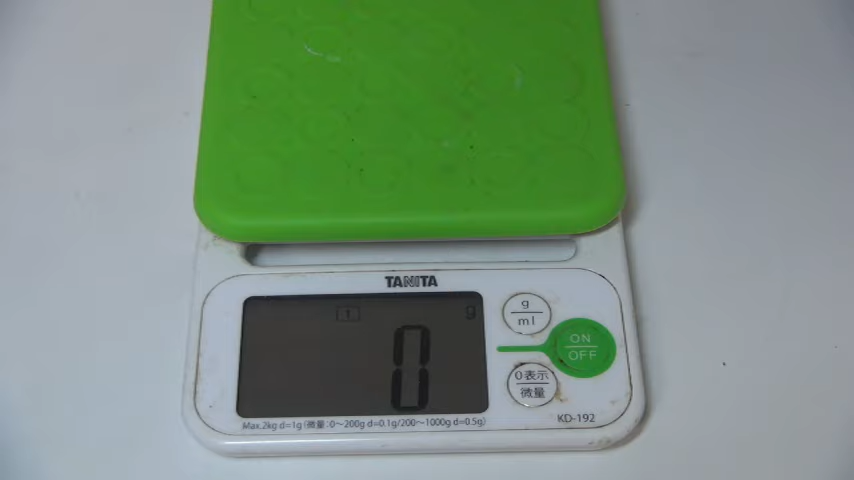 TANITA
1 g
0
g
ml
ON
OFF
0表示
微量
Max.2kg d=1g (微量:0～200g d=0.1g/200～1000g d=0.5g)
KD-192